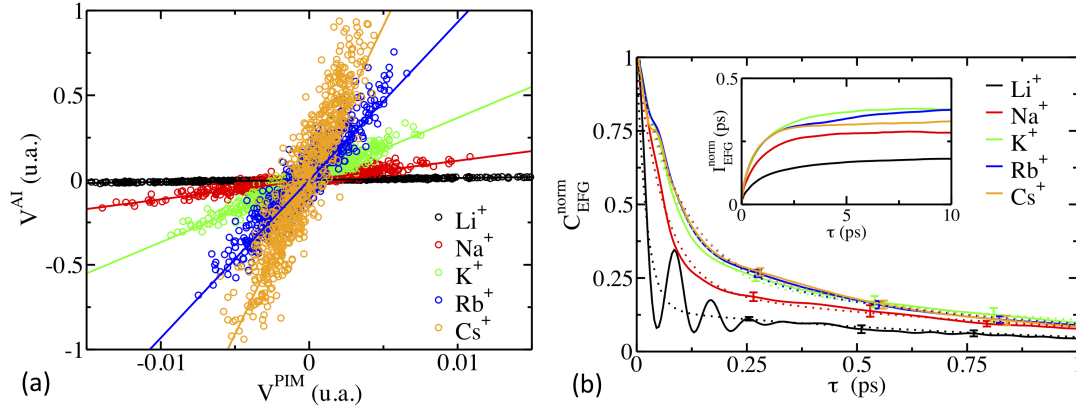 1
0.5
0
-0.5
-1
V^AI (u.a.)
-0.01
0
0.01
V^PIM (u.a.)
Li⁺
Na⁺
K⁺
Rb⁺
Cs⁺
(a)
1
0.75
0.5
0.25
0
C^norm_EFG
0
0.25
0.5
0.75
1
τ (ps)
0.5
0
I^norm_EFG (ps)
0
5
10
τ (ps)
Li⁺
Na⁺
K⁺
Rb⁺
Cs⁺
(b)